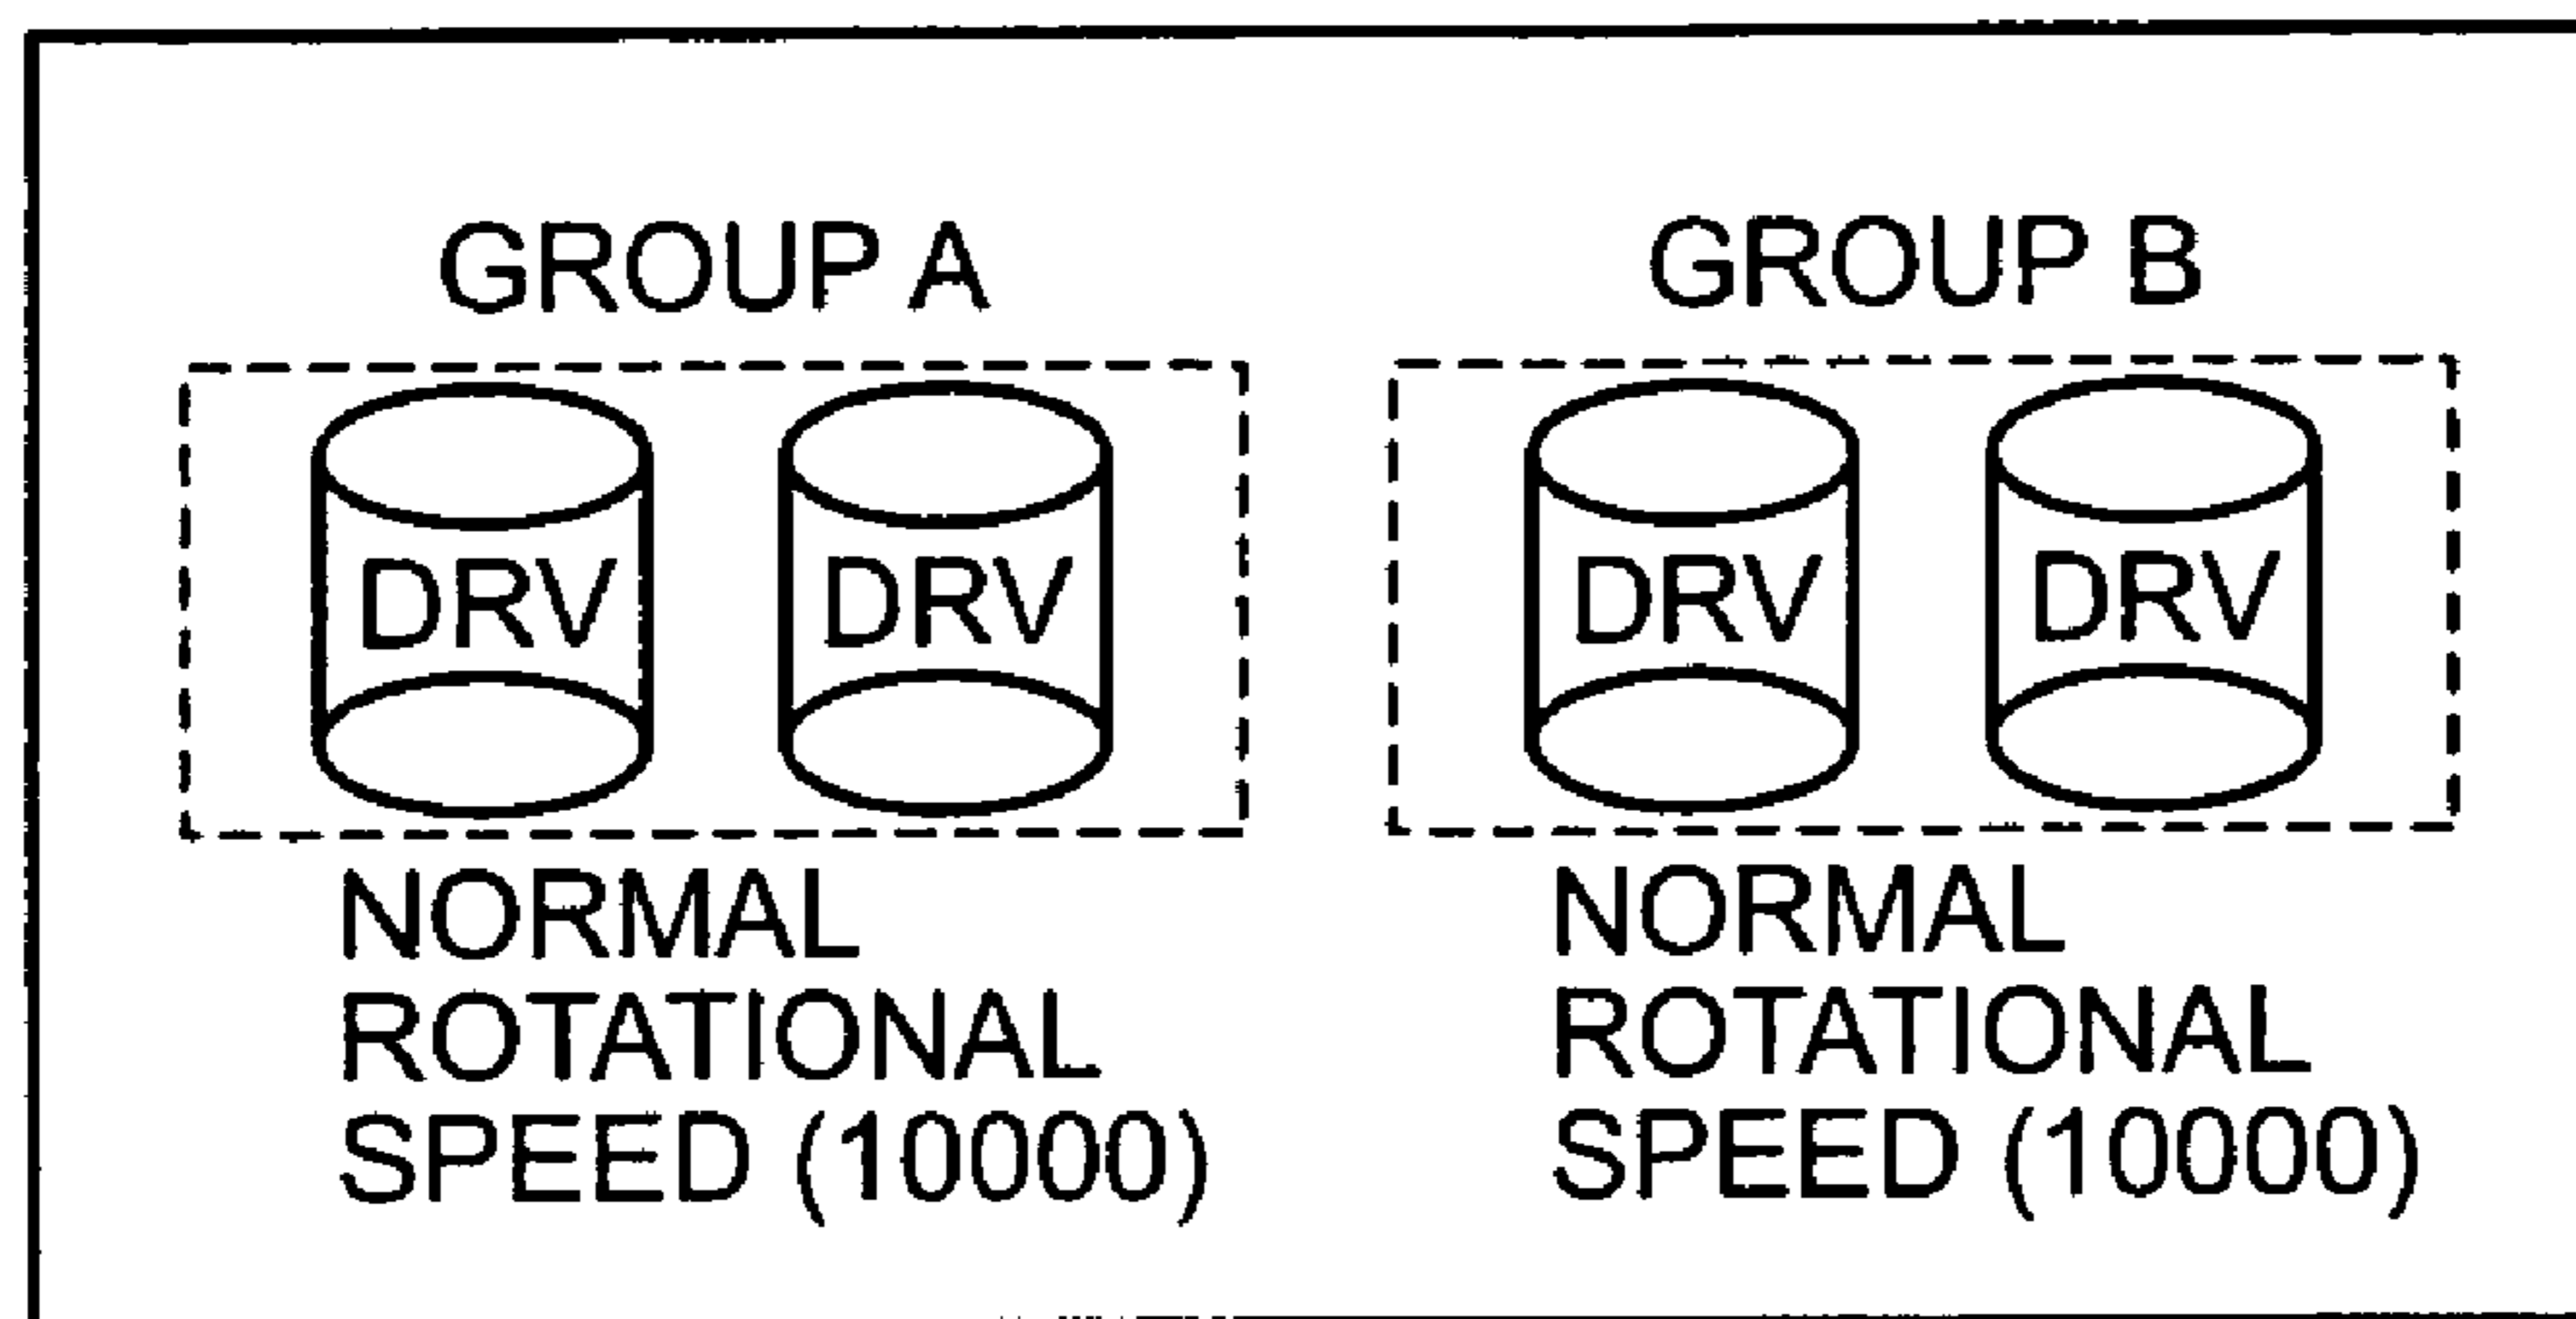 GROUP A
DRV DRV
NORMAL
ROTATIONAL
SPEED (10000)
GROUP B
DRV DRV
NORMAL
ROTATIONAL
SPEED (10000)